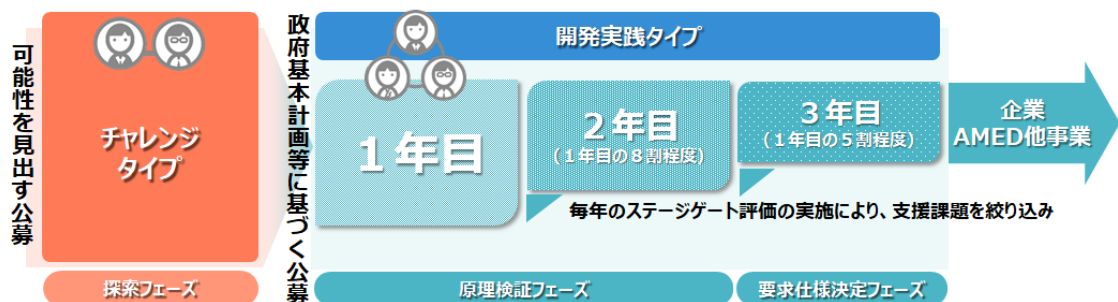 可能性を見出す公募
チャレンジ
タイプ
探索フェーズ
政府基本計画等に基づく公募
開発実践タイプ
１年目
２年目
(１年目の８割程度)
３年目
(１年目の５割程度)
企業
AMED他事業
毎年のステージゲート評価の実施により、支援課題を絞り込み
原理検証フェーズ
要求仕様決定フェーズ